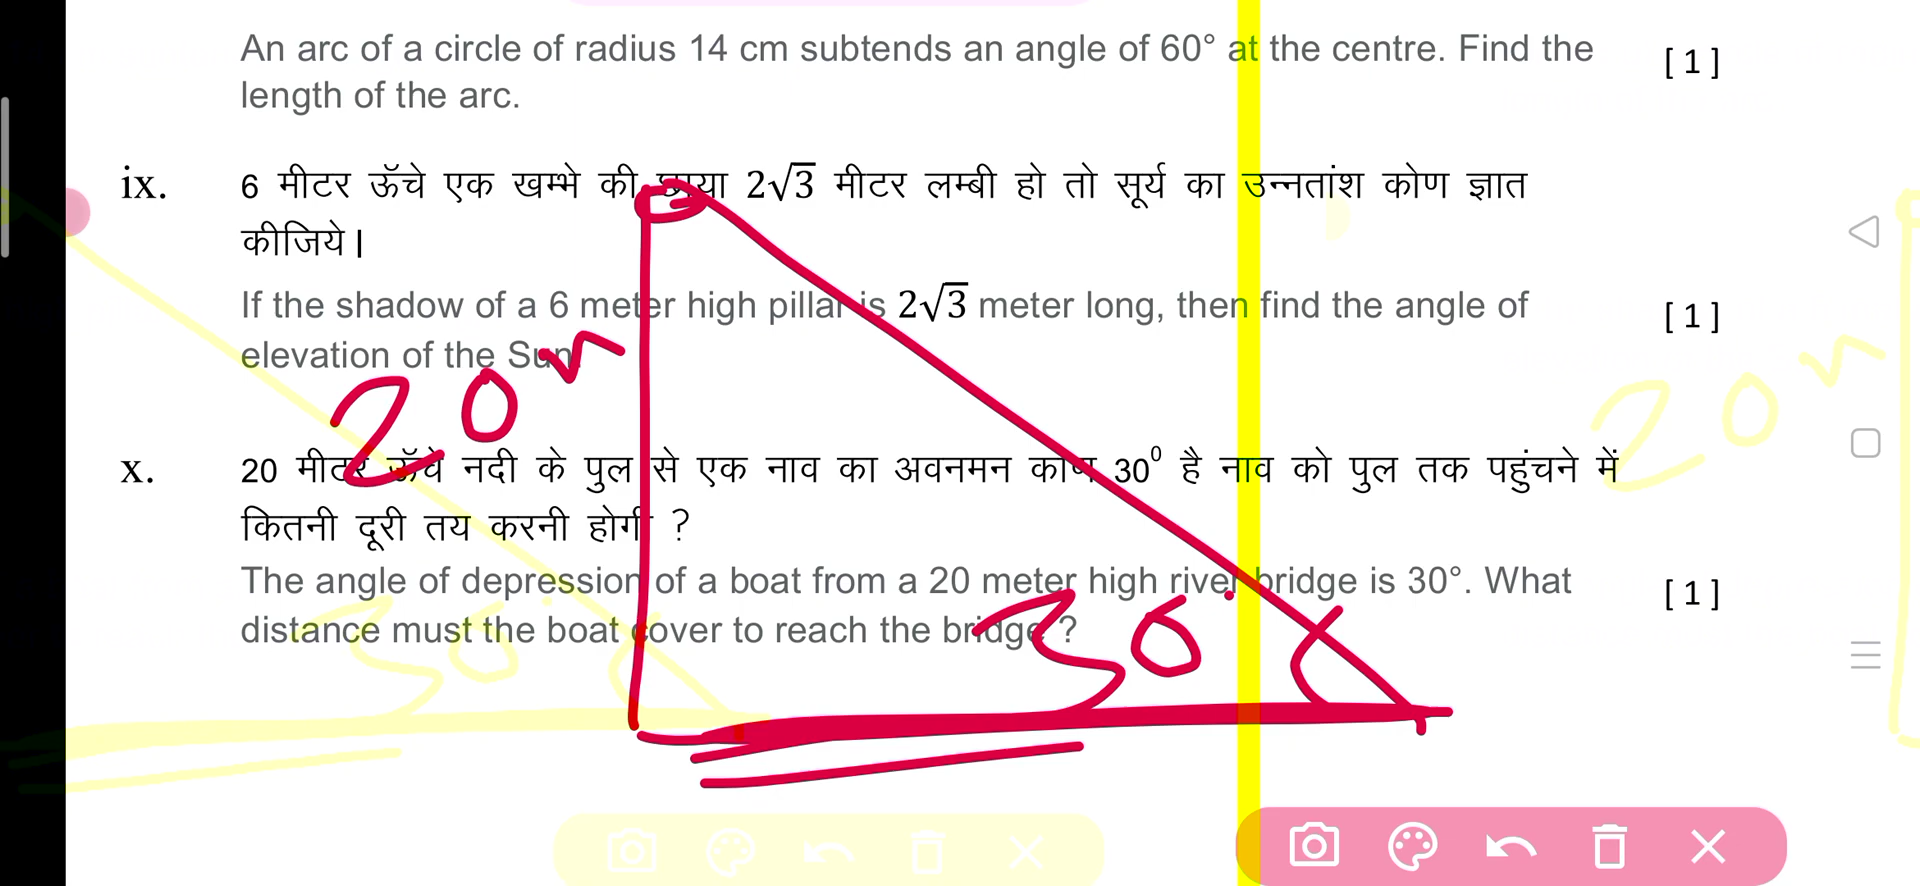 An arc of a circle of radius 14 cm subtends an angle of 60° at the centre. Find the [1]
length of the arc.
ix. 6 मीटर ऊँचे एक खम्भे की छाया 2√3 मीटर लम्बी हो तो सूर्य का उन्नतांश कोण ज्ञात
कीजिये।
If the shadow of a 6 meter high pillar is 2√3 meter long, then find the angle of [1]
elevation of the Sun
20 m
x. 20 मीटर ऊँचे नदी के पुल से एक नाव का अवनमन कोण 30⁰ है नाव को पुल तक पहुंचने में
कितनी दूरी तय करनी होगी ?
The angle of depression of a boat from a 20 meter high river bridge is 30°. What [1]
distance must the boat cover to reach the bridge ?
30°